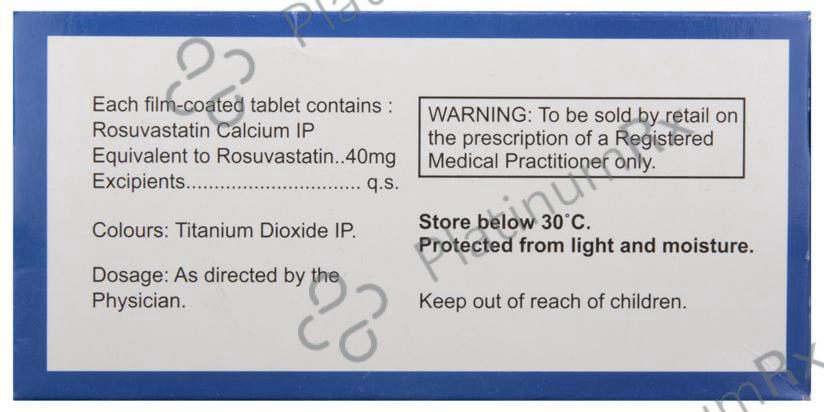 Each film-coated tablet contains :
Rosuvastatin Calcium IP
Equivalent to Rosuvastatin..40mg
Excipients................................ q.s.
Colours: Titanium Dioxide IP.
Dosage: As directed by the
Physician.
WARNING: To be sold by retail on
the prescription of a Registered
Medical Practitioner only.
Store below 30°C.
Protected from light and moisture.
Keep out of reach of children.
PlatinumRx